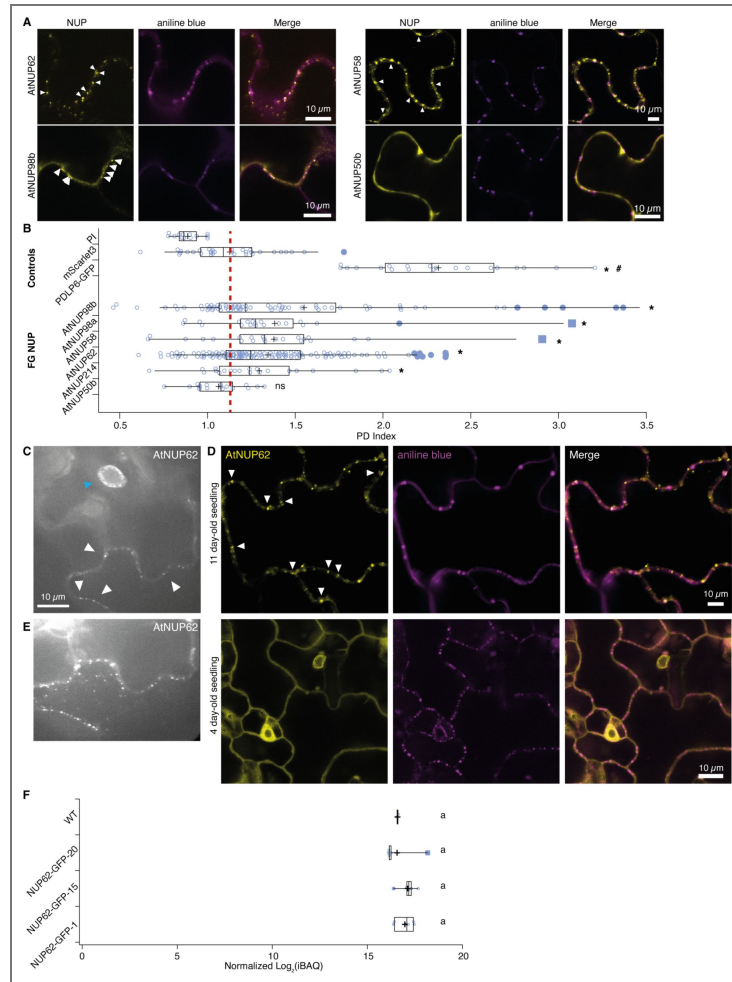 A
NUP
aniline blue
Merge
NUP
aniline blue
Merge
AtNUP62
10 µm
AtNUP58
10 µm
AtNUP98b
10 µm
AtNUP50b
10 µm
B
Controls
PI
mScarlet3
PDLP6-GFP
* #
FG NUP
AtNUP98b
*
AtNUP98a
*
AtNUP58
*
AtNUP62
*
AtNUP214
*
AtNUP50b
ns
0.5 1.0 1.5 2.0 2.5 3.0 3.5
PD Index
C
AtNUP62
10 µm
D
AtNUP62
aniline blue
Merge
11 day-old seedling
10 µm
E
AtNUP62
4 day-old seedling
10 µm
F
WT
a
NUP62-GFP-20
a
NUP62-GFP-15
a
NUP62-GFP-1
a
0 5 10 15 20
Normalized Log₂(iBAQ)